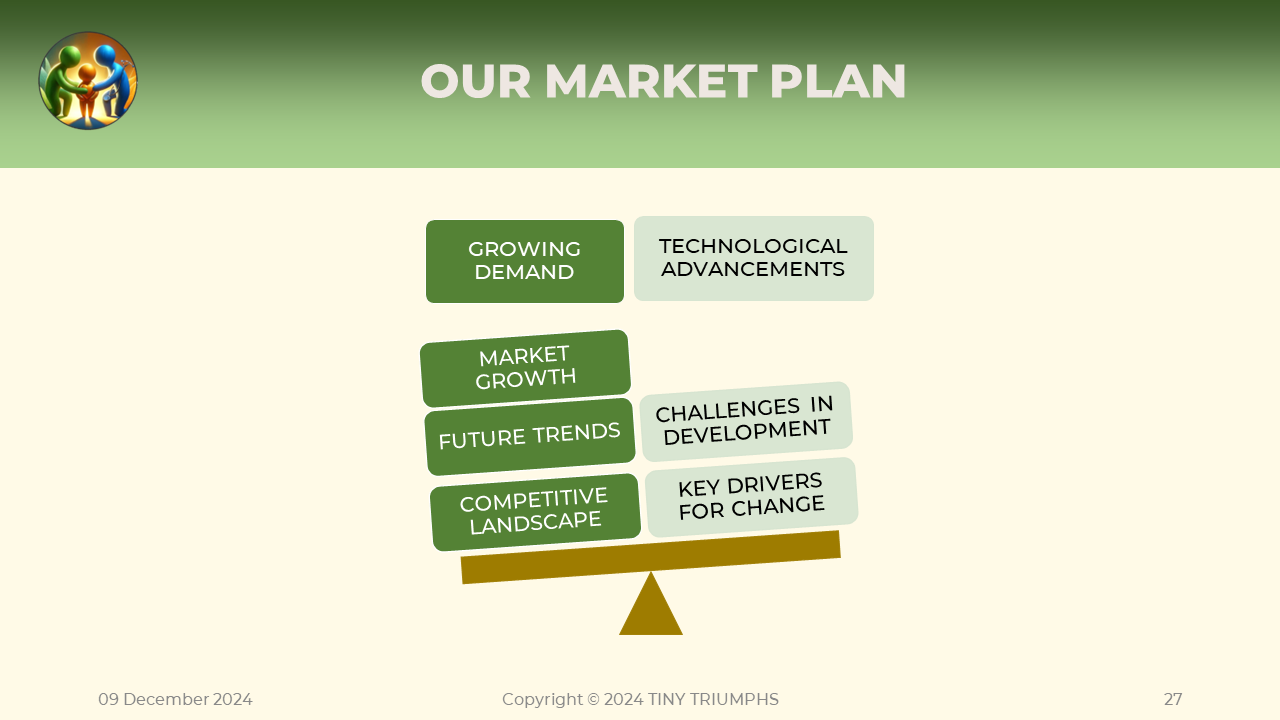 OUR MARKET PLAN
GROWING
DEMAND
TECHNOLOGICAL
ADVANCEMENTS
MARKET
GROWTH
FUTURE TRENDS
COMPETITIVE
LANDSCAPE
CHALLENGES IN
DEVELOPMENT
KEY DRIVERS
FOR CHANGE
09 December 2024
Copyright © 2024 TINY TRIUMPHS
27